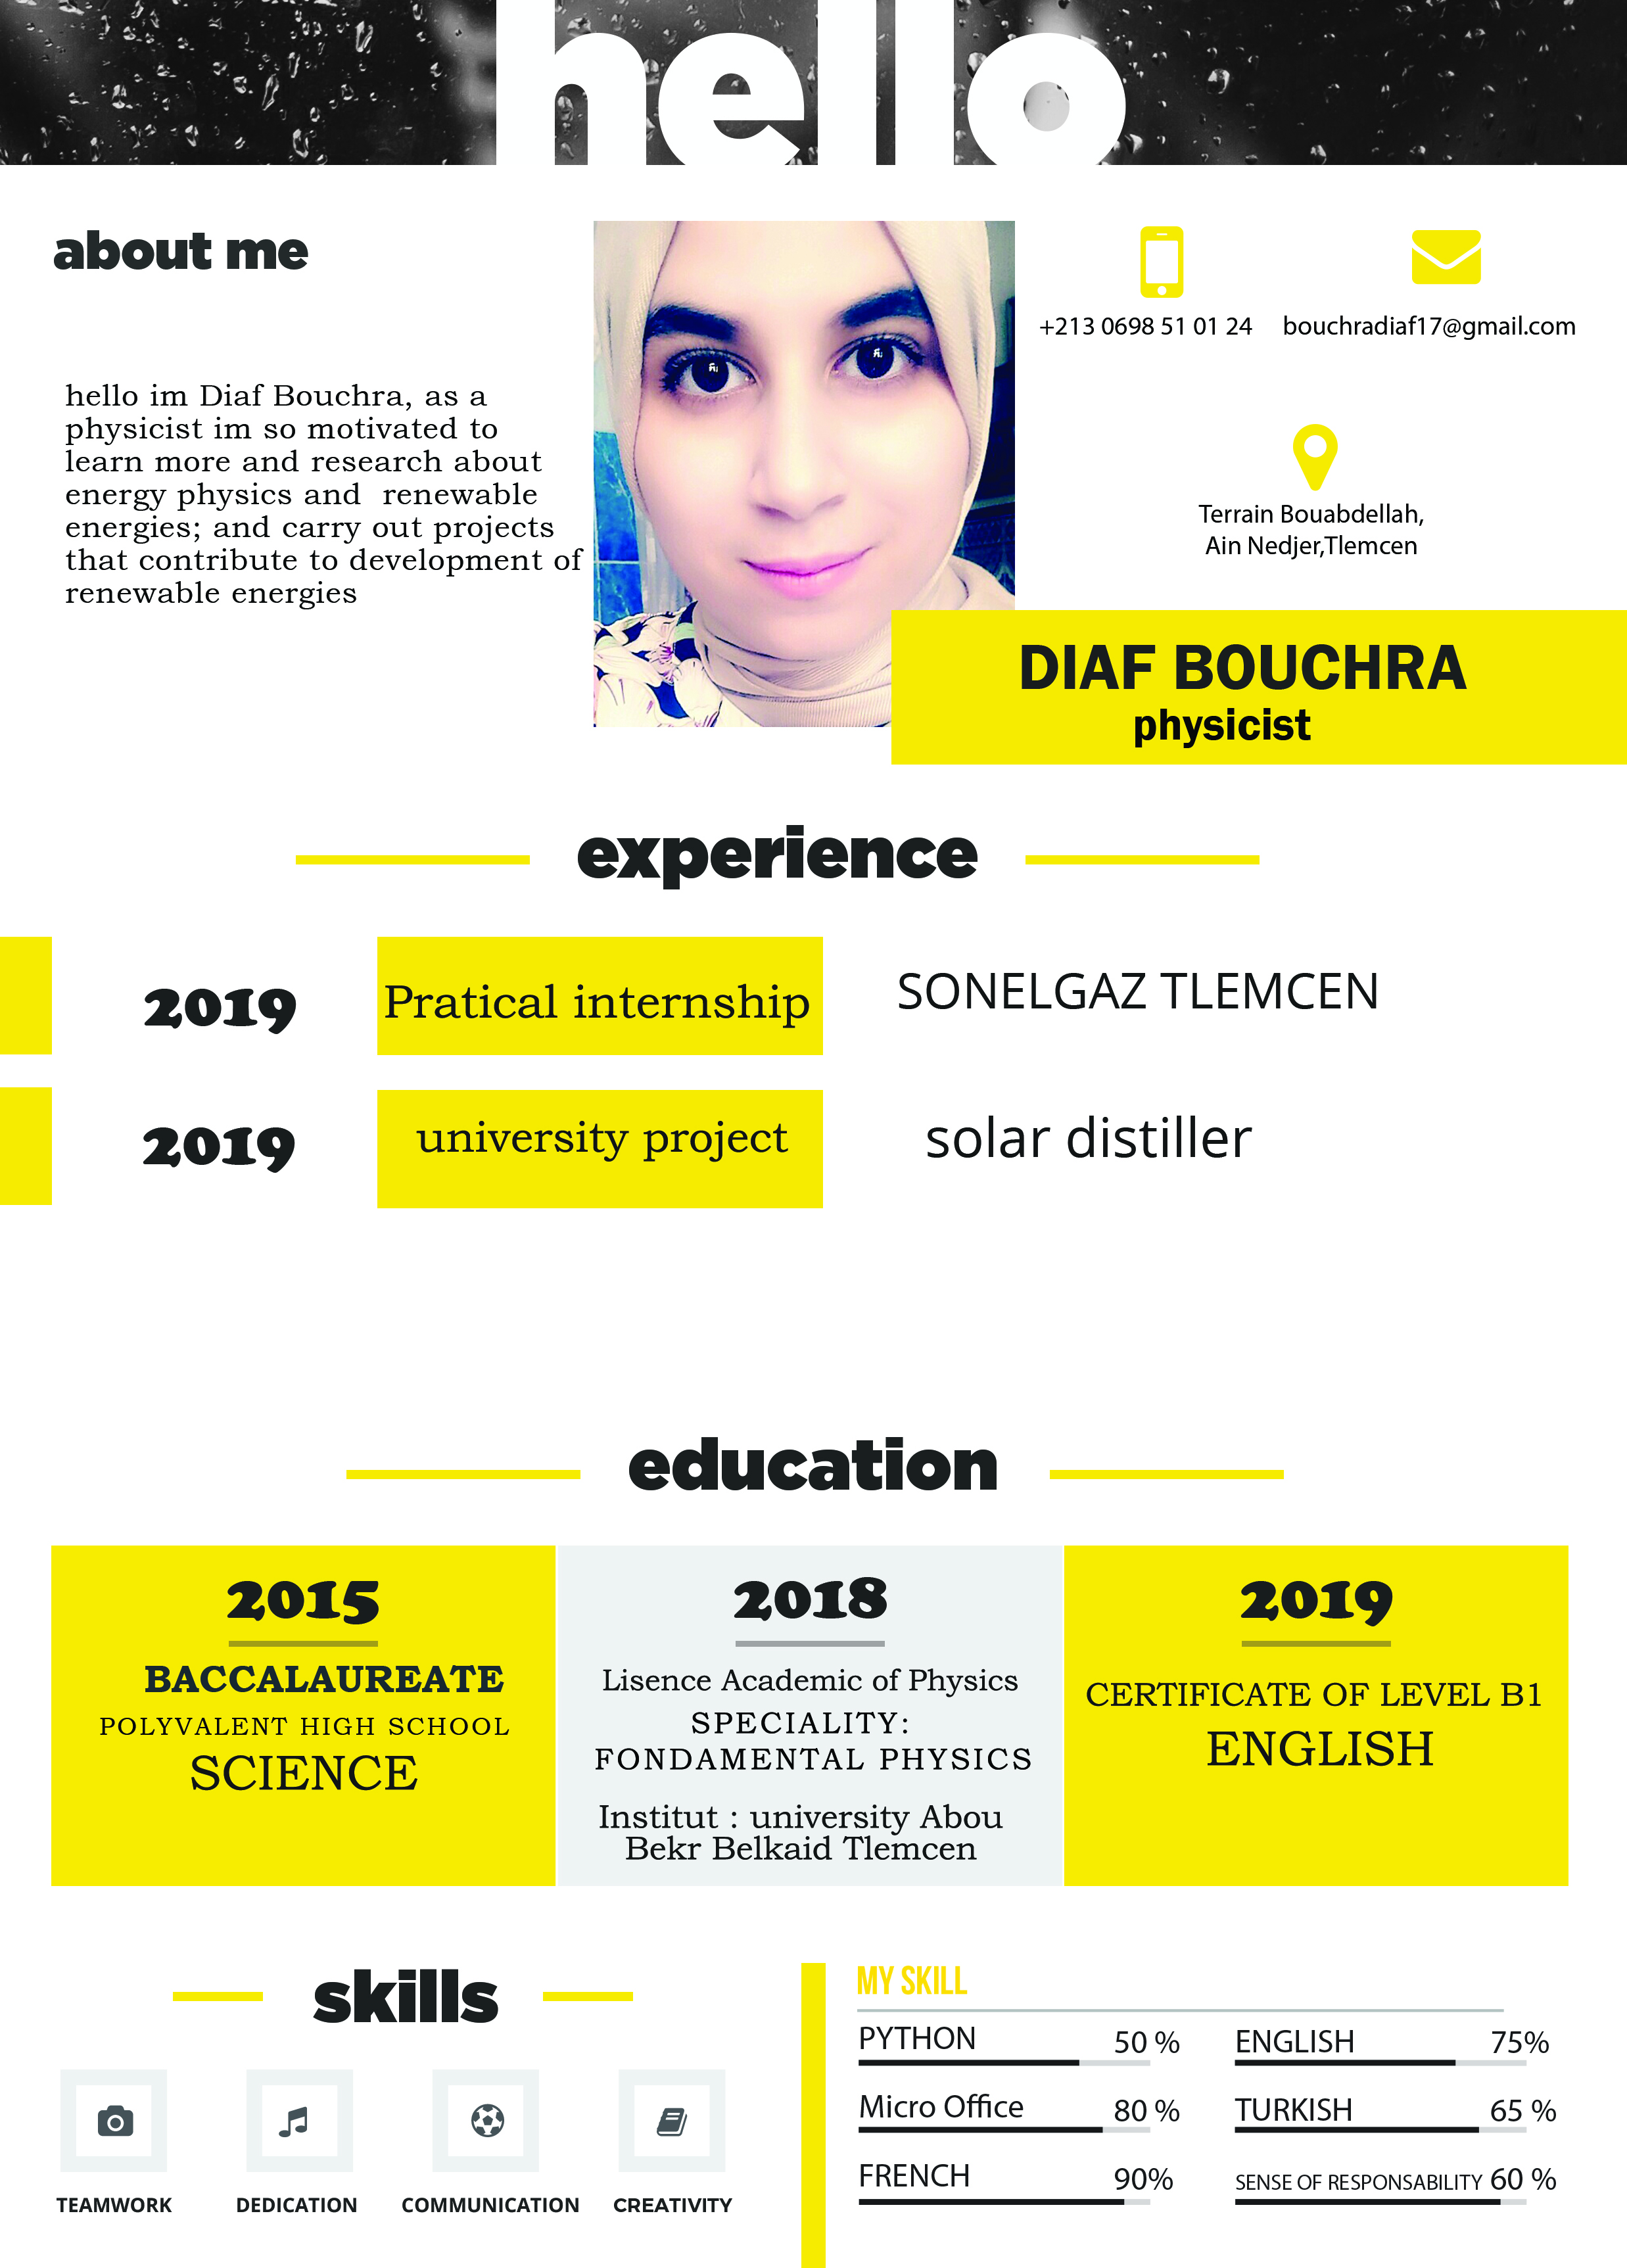 hello
about me
hello im Diaf Bouchra, as a
physicist im so motivated to
learn more and research about
energy physics and renewable
energies; and carry out projects
that contribute to development of
renewable energies
+213 0698 51 01 24
bouchradiaf17@gmail.com
Terrain Bouabdellah,
Ain Nedjer,Tlemcen
DIAF BOUCHRA
physicist
experience
2019
Pratical internship
SONELGAZ TLEMCEN
2019
university project
solar distiller
education
2015
BACCALAUREATE
POLYVALENT HIGH SCHOOL
SCIENCE
2018
Lisence Academic of Physics
SPECIALITY:
FONDAMENTAL PHYSICS
Institut : university Abou
Bekr Belkaid Tlemcen
2019
CERTIFICATE OF LEVEL B1
ENGLISH
skills
TEAMWORK
DEDICATION
COMMUNICATION
CREATIVITY
MY SKILL
PYTHON 50 %
Micro Office 80 %
FRENCH 90%
ENGLISH 75%
TURKISH 65 %
SENSE OF RESPONSABILITY 60 %